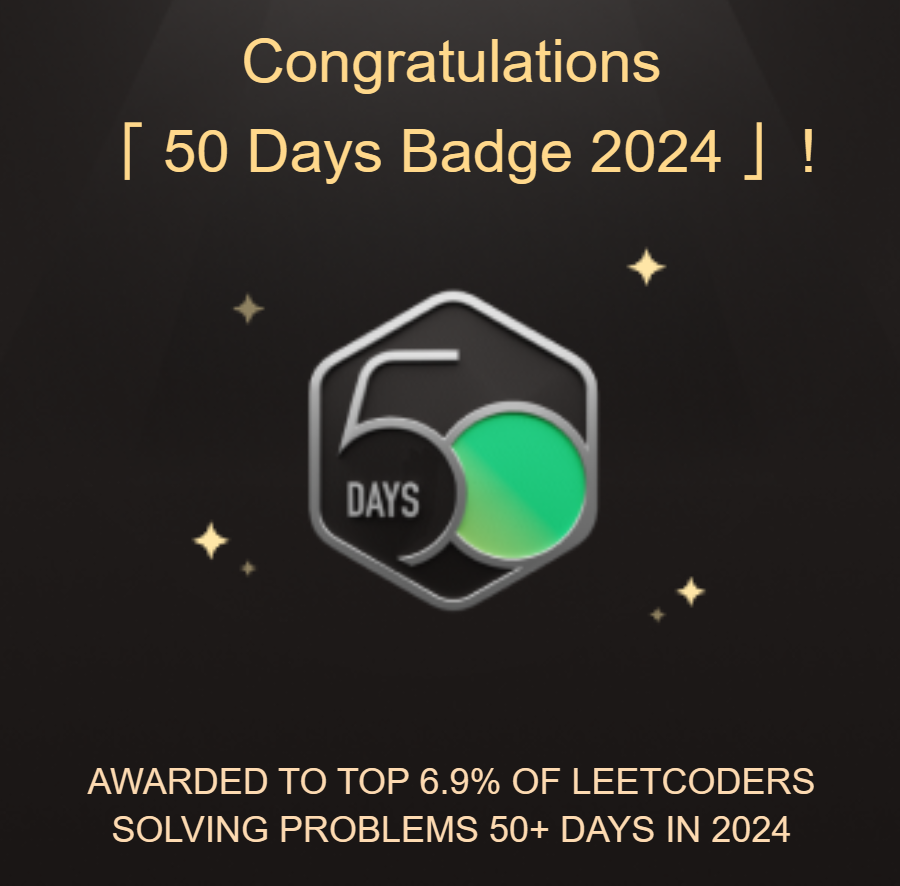 Congratulations
「 50 Days Badge 2024 」!
50
DAYS
AWARDED TO TOP 6.9% OF LEETCODERS
SOLVING PROBLEMS 50+ DAYS IN 2024